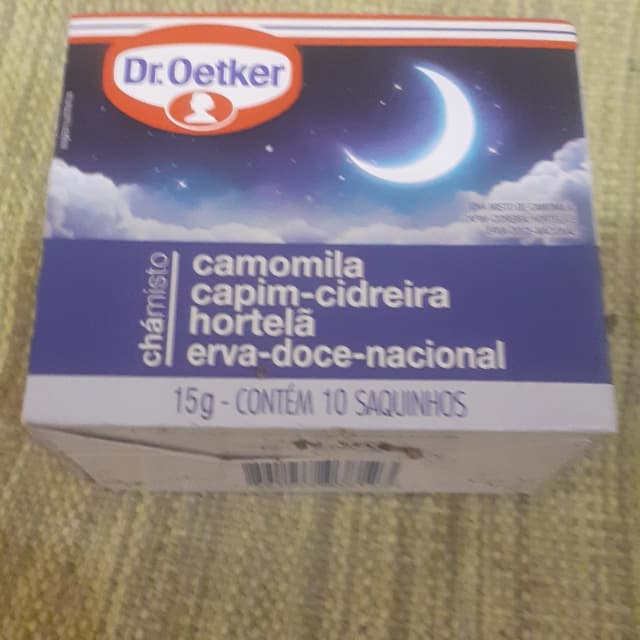 Dr.Oetker
camomila
capim-cidreira
hortelã
erva-doce-nacional
chámisto
15g - CONTÉM 10 SAQUINHOS